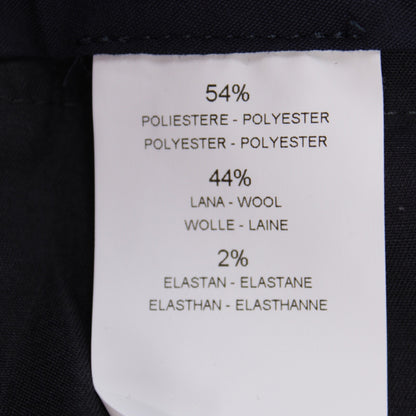 54%
POLIESTERE - POLYESTER
POLYESTER - POLYESTER
44%
LANA - WOOL
WOLLE - LAINE
2%
ELASTAN - ELASTANE
ELASTHAN - ELASTHANNE